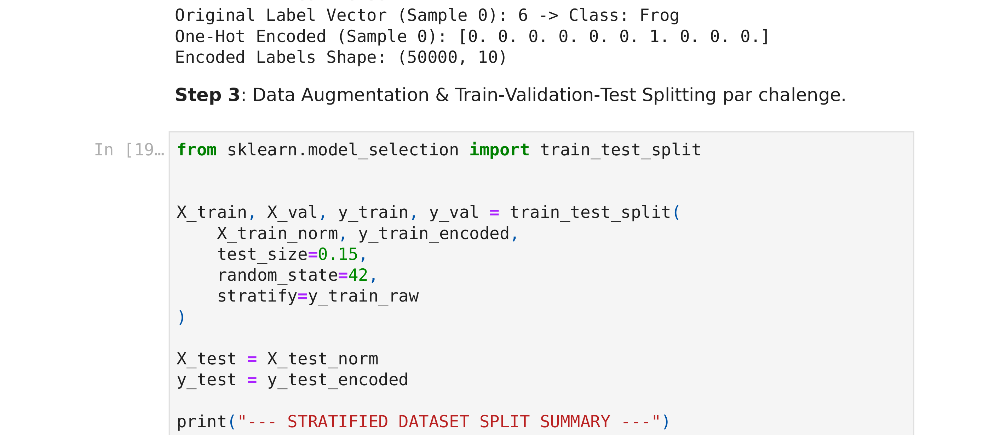 Original Label Vector (Sample 0): 6 -> Class: Frog
One-Hot Encoded (Sample 0): [0. 0. 0. 0. 0. 0. 1. 0. 0. 0.]
Encoded Labels Shape: (50000, 10)
Step 3: Data Augmentation & Train-Validation-Test Splitting par chalenge.
In [19… from sklearn.model_selection import train_test_split
X_train, X_val, y_train, y_val = train_test_split(
    X_train_norm, y_train_encoded,
    test_size=0.15,
    random_state=42,
    stratify=y_train_raw
)
X_test = X_test_norm
y_test = y_test_encoded
print("--- STRATIFIED DATASET SPLIT SUMMARY ---")